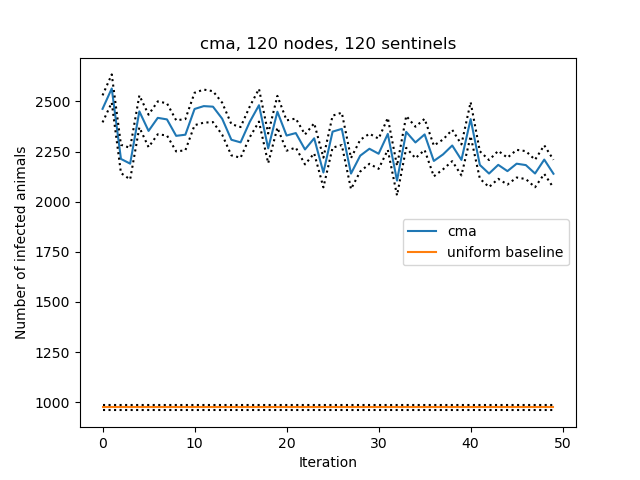 cma, 120 nodes, 120 sentinels
Number of infected animals
2500
2250
2000
1750
1500
1250
1000
cma
uniform baseline
0
10
20
30
40
50
Iteration